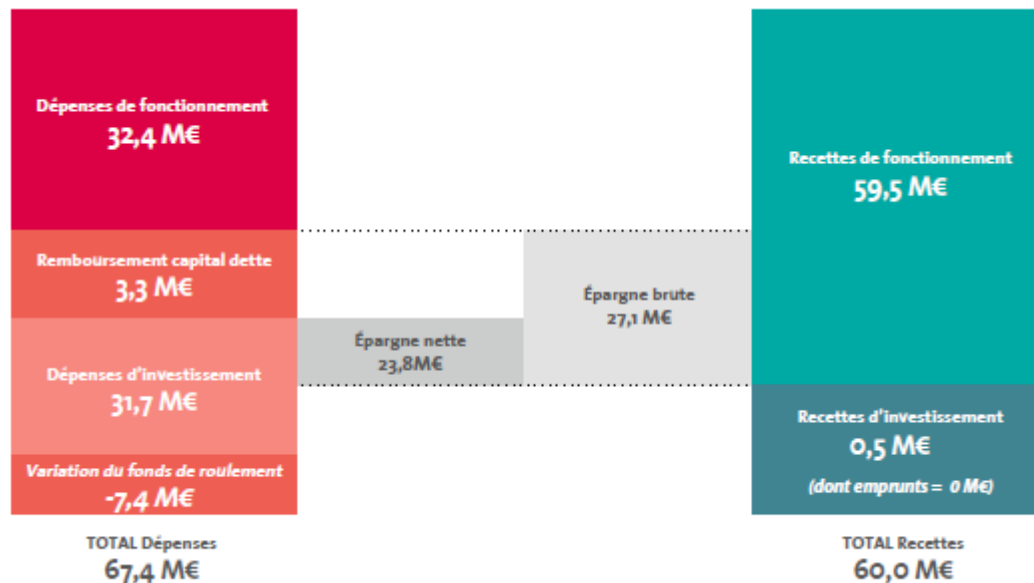 Dépenses de fonctionnement
32,4 M€
Remboursement capital dette
3,3 M€
Dépenses d'investissement
31,7 M€
Variation du fonds de roulement
-7,4 M€
TOTAL Dépenses
67,4 M€
Épargne nette
23,8M€
Épargne brute
27,1 M€
Recettes de fonctionnement
59,5 M€
Recettes d'investissement
0,5 M€
(dont emprunts = 0 M€)
TOTAL Recettes
60,0 M€